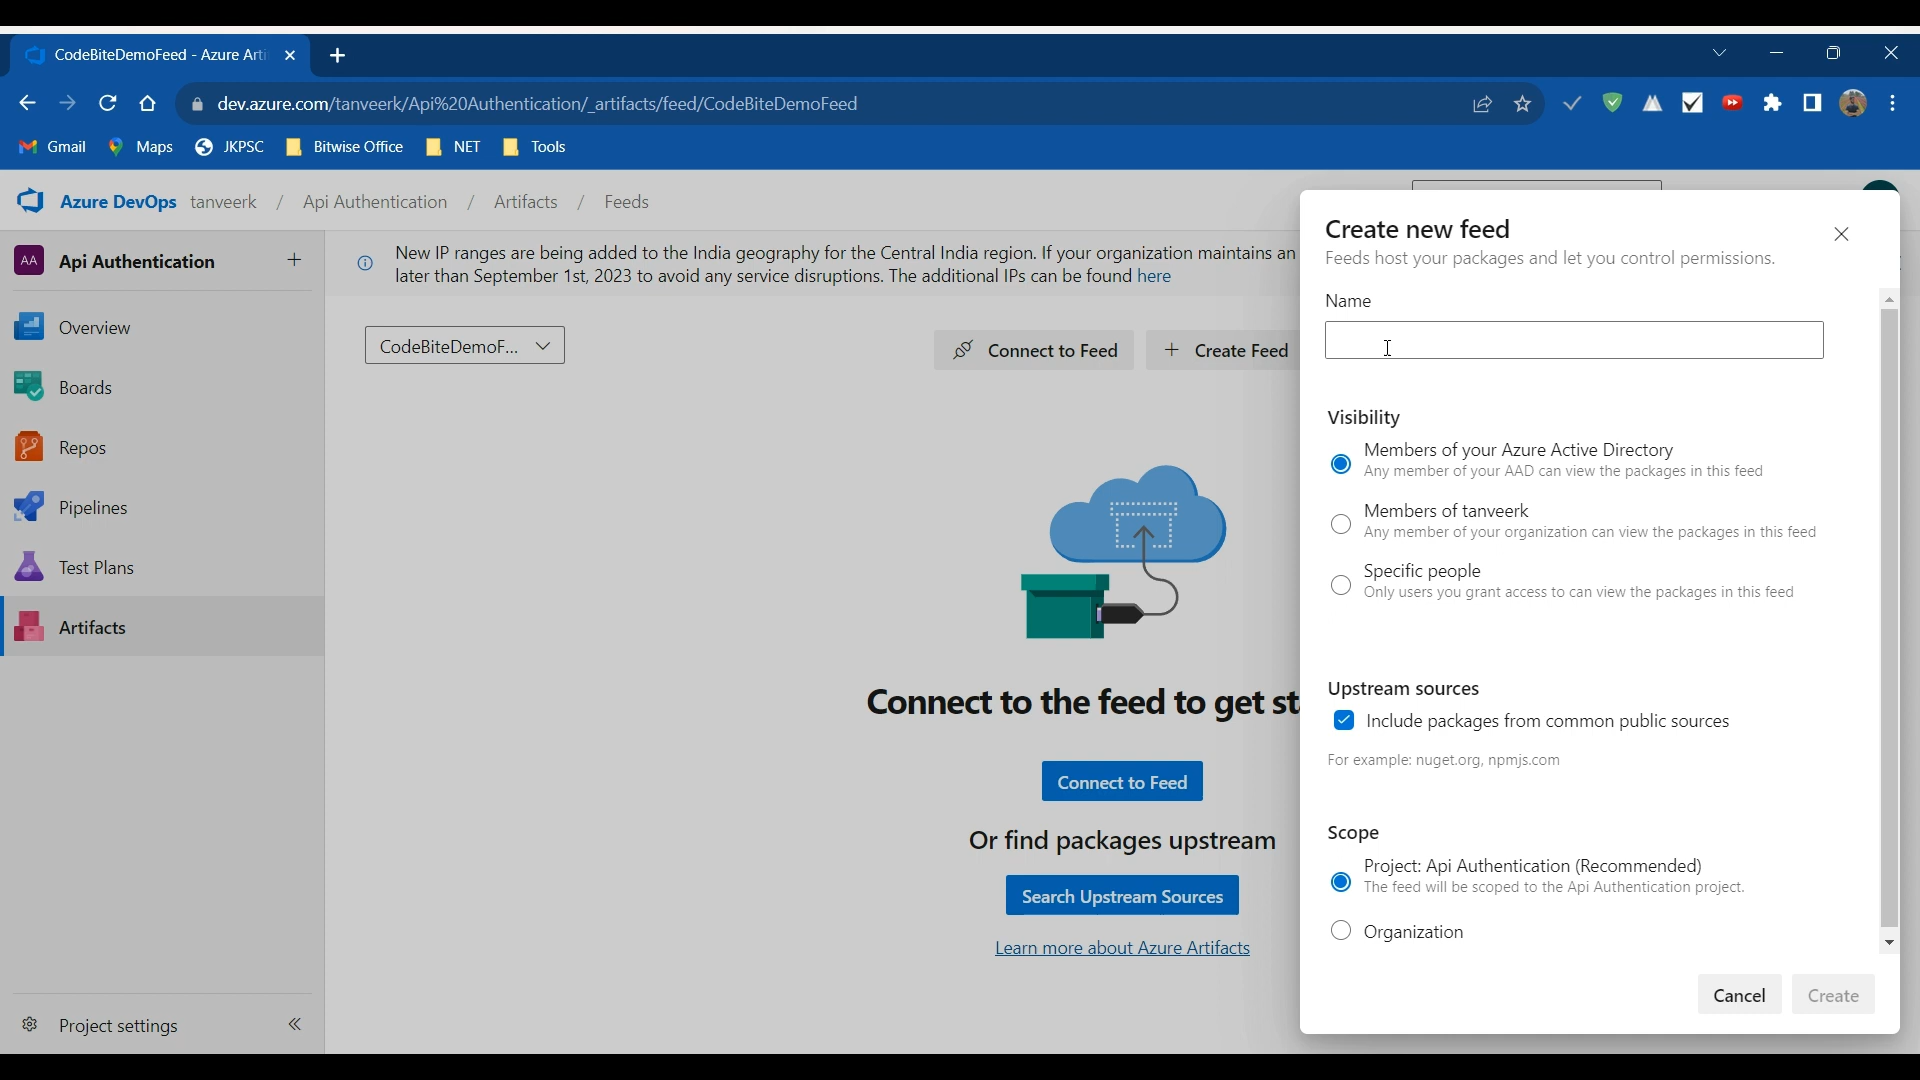 CodeBiteDemoFeed - Azure Arti
dev.azure.com/tanveerk/Api%20Authentication/_artifacts/feed/CodeBiteDemoFeed
Gmail Maps JKPSC Bitwise Office NET Tools
Azure DevOps tanveerk / Api Authentication / Artifacts / Feeds
AA Api Authentication
Overview
Boards
Repos
Pipelines
Test Plans
Artifacts
Project settings
New IP ranges are being added to the India geography for the Central India region. If your organization maintains an
later than September 1st, 2023 to avoid any service disruptions. The additional IPs can be found here
CodeBiteDemoF...
Connect to Feed
Create Feed
Connect to the feed to get st
Connect to Feed
Or find packages upstream
Search Upstream Sources
Learn more about Azure Artifacts
Create new feed
Feeds host your packages and let you control permissions.
Name
Visibility
Members of your Azure Active Directory
Any member of your AAD can view the packages in this feed
Members of tanveerk
Any member of your organization can view the packages in this feed
Specific people
Only users you grant access to can view the packages in this feed
Upstream sources
Include packages from common public sources
For example: nuget.org, npmjs.com
Scope
Project: Api Authentication (Recommended)
The feed will be scoped to the Api Authentication project.
Organization
Cancel
Create